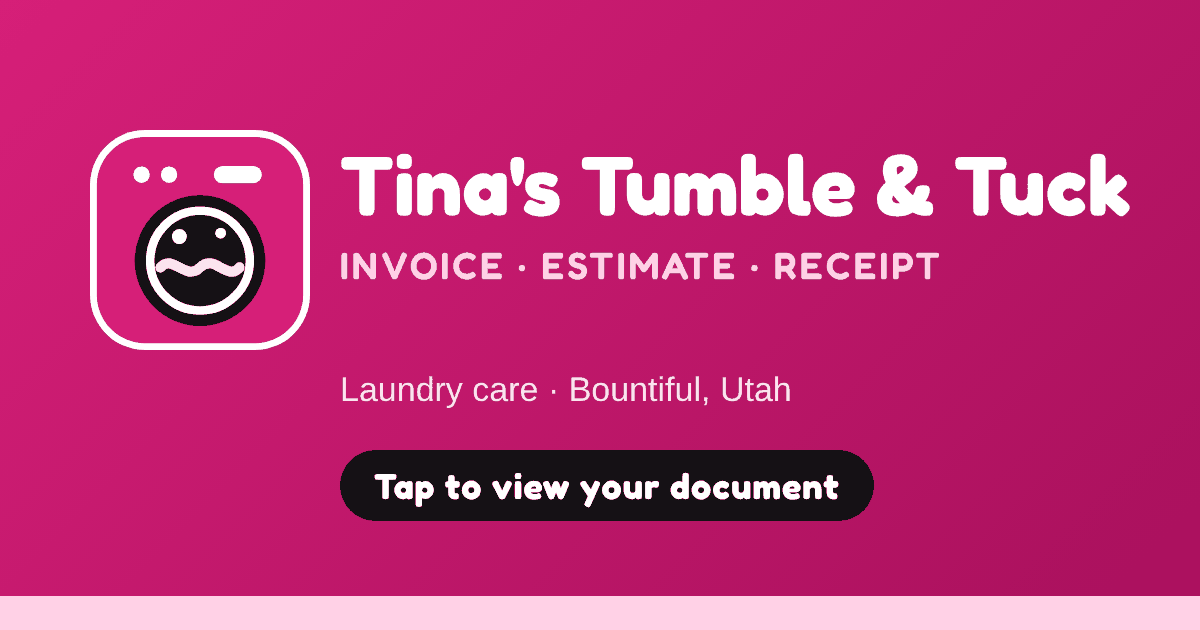 Tina's Tumble & Tuck
INVOICE · ESTIMATE · RECEIPT
Laundry care · Bountiful, Utah
Tap to view your document